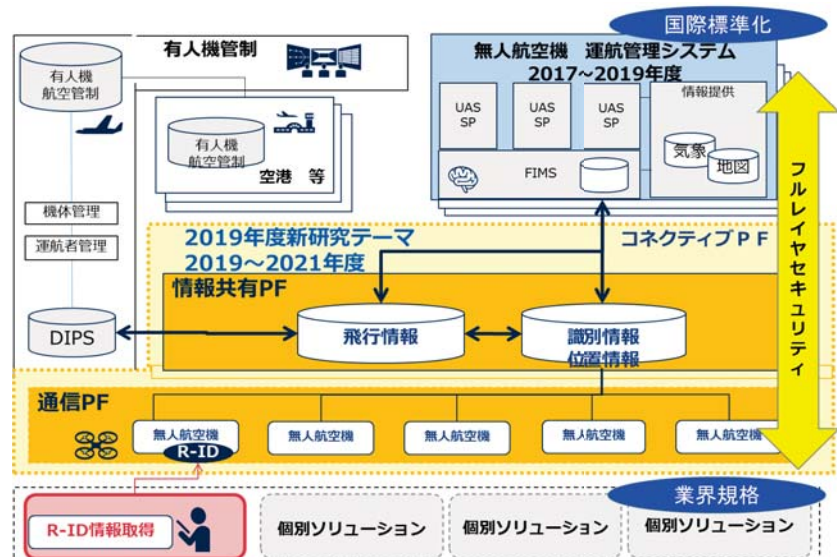 国際標準化
有人機管制
有人機
航空管制
有人機
航空管制
空港 等
無人航空機 運航管理システム
2017～2019年度
UAS
SP
UAS
SP
UAS
SP
情報提供
気象
地図
FIMS
機体管理
運航者管理
DIPS
2019年度新研究テーマ
2019～2021年度
コネクティブＰＦ
情報共有PF
飛行情報
識別情報
位置情報
フルレイヤセキュリティ
通信PF
無人航空機
R-ID
無人航空機
無人航空機
無人航空機
無人航空機
業界規格
R-ID情報取得
個別ソリューション
個別ソリューション
個別ソリューション